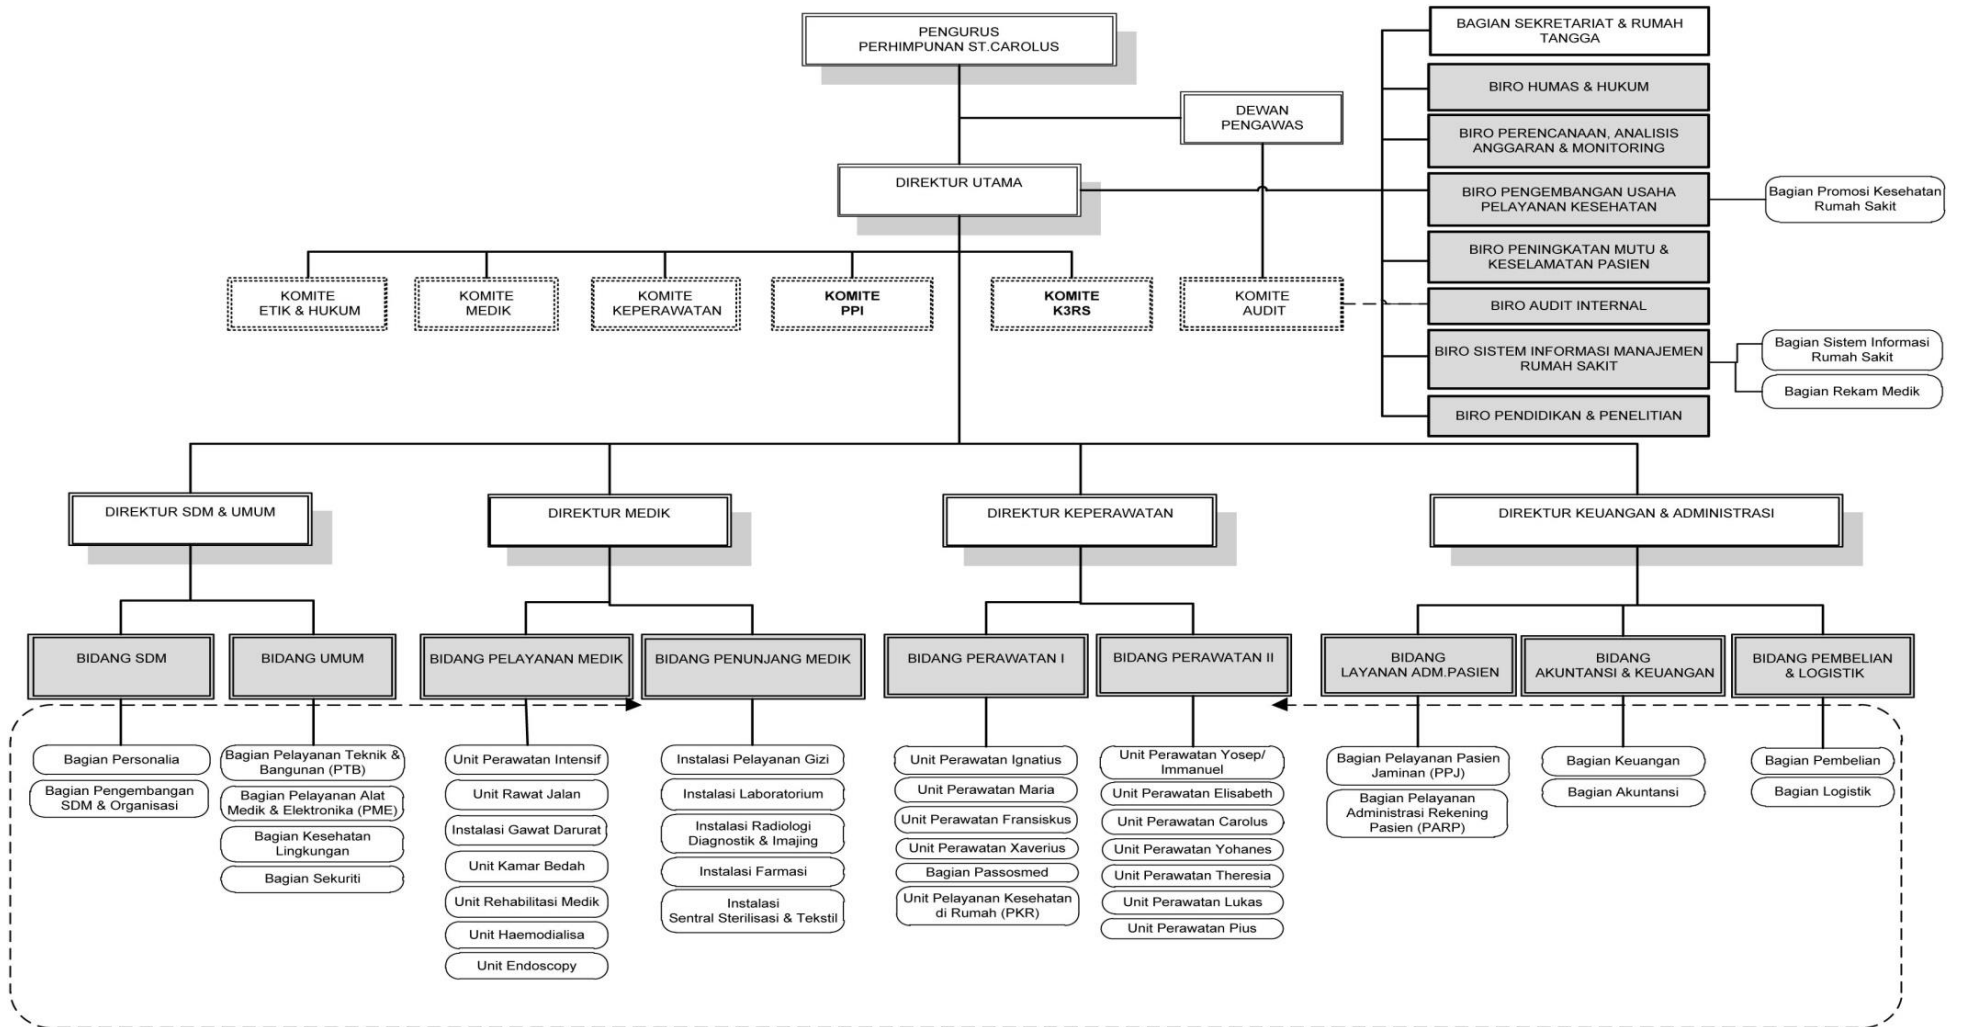 PENGURUS
PERHIMPUNAN ST.CAROLUS
DEWAN
PENGAWAS
DIREKTUR UTAMA
BAGIAN SEKRETARIAT & RUMAH
TANGGA
BIRO HUMAS & HUKUM
BIRO PERENCANAAN, ANALISIS
ANGGARAN & MONITORING
BIRO PENGEMBANGAN USAHA
PELAYANAN KESEHATAN
Bagian Promosi Kesehatan
Rumah Sakit
BIRO PENINGKATAN MUTU &
KESELAMATAN PASIEN
BIRO AUDIT INTERNAL
BIRO SISTEM INFORMASI MANAJEMEN
RUMAH SAKIT
Bagian Sistem Informasi
Rumah Sakit
Bagian Rekam Medik
BIRO PENDIDIKAN & PENELITIAN
KOMITE
ETIK & HUKUM
KOMITE
MEDIK
KOMITE
KEPERAWATAN
KOMITE
PPI
KOMITE
K3RS
KOMITE
AUDIT
DIREKTUR SDM & UMUM
DIREKTUR MEDIK
DIREKTUR KEPERAWATAN
DIREKTUR KEUANGAN & ADMINISTRASI
BIDANG SDM
Bagian Personalia
Bagian Pengembangan
SDM & Organisasi
BIDANG UMUM
Bagian Pelayanan Teknik &
Bangunan (PTB)
Bagian Pelayanan Alat
Medik & Elektronika (PME)
Bagian Kesehatan
Lingkungan
Bagian Sekuriti
BIDANG PELAYANAN MEDIK
Unit Perawatan Intensif
Unit Rawat Jalan
Instalasi Gawat Darurat
Unit Kamar Bedah
Unit Rehabilitasi Medik
Unit Haemodialisa
Unit Endoscopy
BIDANG PENUNJANG MEDIK
Instalasi Pelayanan Gizi
Instalasi Laboratorium
Instalasi Radiologi
Diagnostik & Imajing
Instalasi Farmasi
Instalasi
Sentral Sterilisasi & Tekstil
BIDANG PERAWATAN I
Unit Perawatan Ignatius
Unit Perawatan Maria
Unit Perawatan Fransiskus
Unit Perawatan Xaverius
Bagian Passosmed
Unit Pelayanan Kesehatan
di Rumah (PKR)
BIDANG PERAWATAN II
Unit Perawatan Yosep/
Immanuel
Unit Perawatan Elisabeth
Unit Perawatan Carolus
Unit Perawatan Yohanes
Unit Perawatan Theresia
Unit Perawatan Lukas
Unit Perawatan Pius
BIDANG
LAYANAN ADM.PASIEN
Bagian Pelayanan Pasien
Jaminan (PPJ)
Bagian Pelayanan
Administrasi Rekening
Pasien (PARP)
BIDANG
AKUNTANSI & KEUANGAN
Bagian Keuangan
Bagian Akuntansi
BIDANG PEMBELIAN
& LOGISTIK
Bagian Pembelian
Bagian Logistik